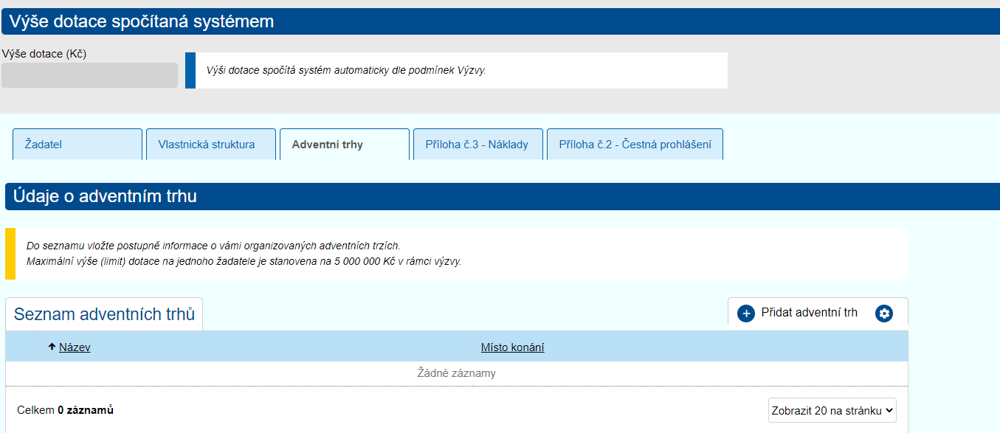 Výše dotace spočítaná systémem
Výše dotace (Kč)
Výši dotace spočítá systém automaticky dle podmínek Výzvy.
Žadatel
Vlastnická struktura
Adventní trhy
Příloha č.3 - Náklady
Příloha č.2 - Čestná prohlášení
Údaje o adventním trhu
Do seznamu vložte postupně informace o vámi organizovaných adventních trzích.
Maximální výše (limit) dotace na jednoho žadatele je stanovena na 5 000 000 Kč v rámci výzvy.
Seznam adventních trhů
Přidat adventní trh
Název
Místo konání
Žádné záznamy
Celkem 0 záznamů
Zobrazit 20 na stránku